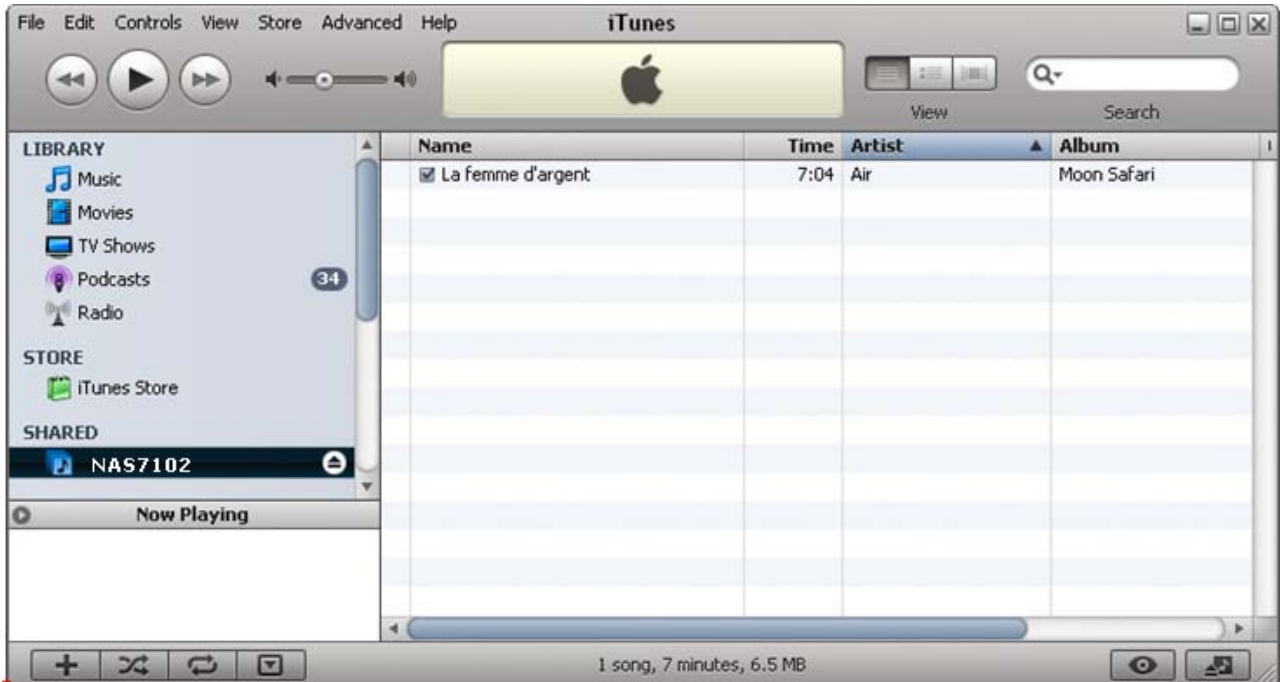 File Edit Controls View Store Advanced Help iTunes
View Search
LIBRARY
Music
Movies
TV Shows
Podcasts 34
Radio
STORE
iTunes Store
SHARED
NAS7102
Now Playing
Name Time Artist Album
La femme d'argent 7:04 Air Moon Safari
1 song, 7 minutes, 6.5 MB